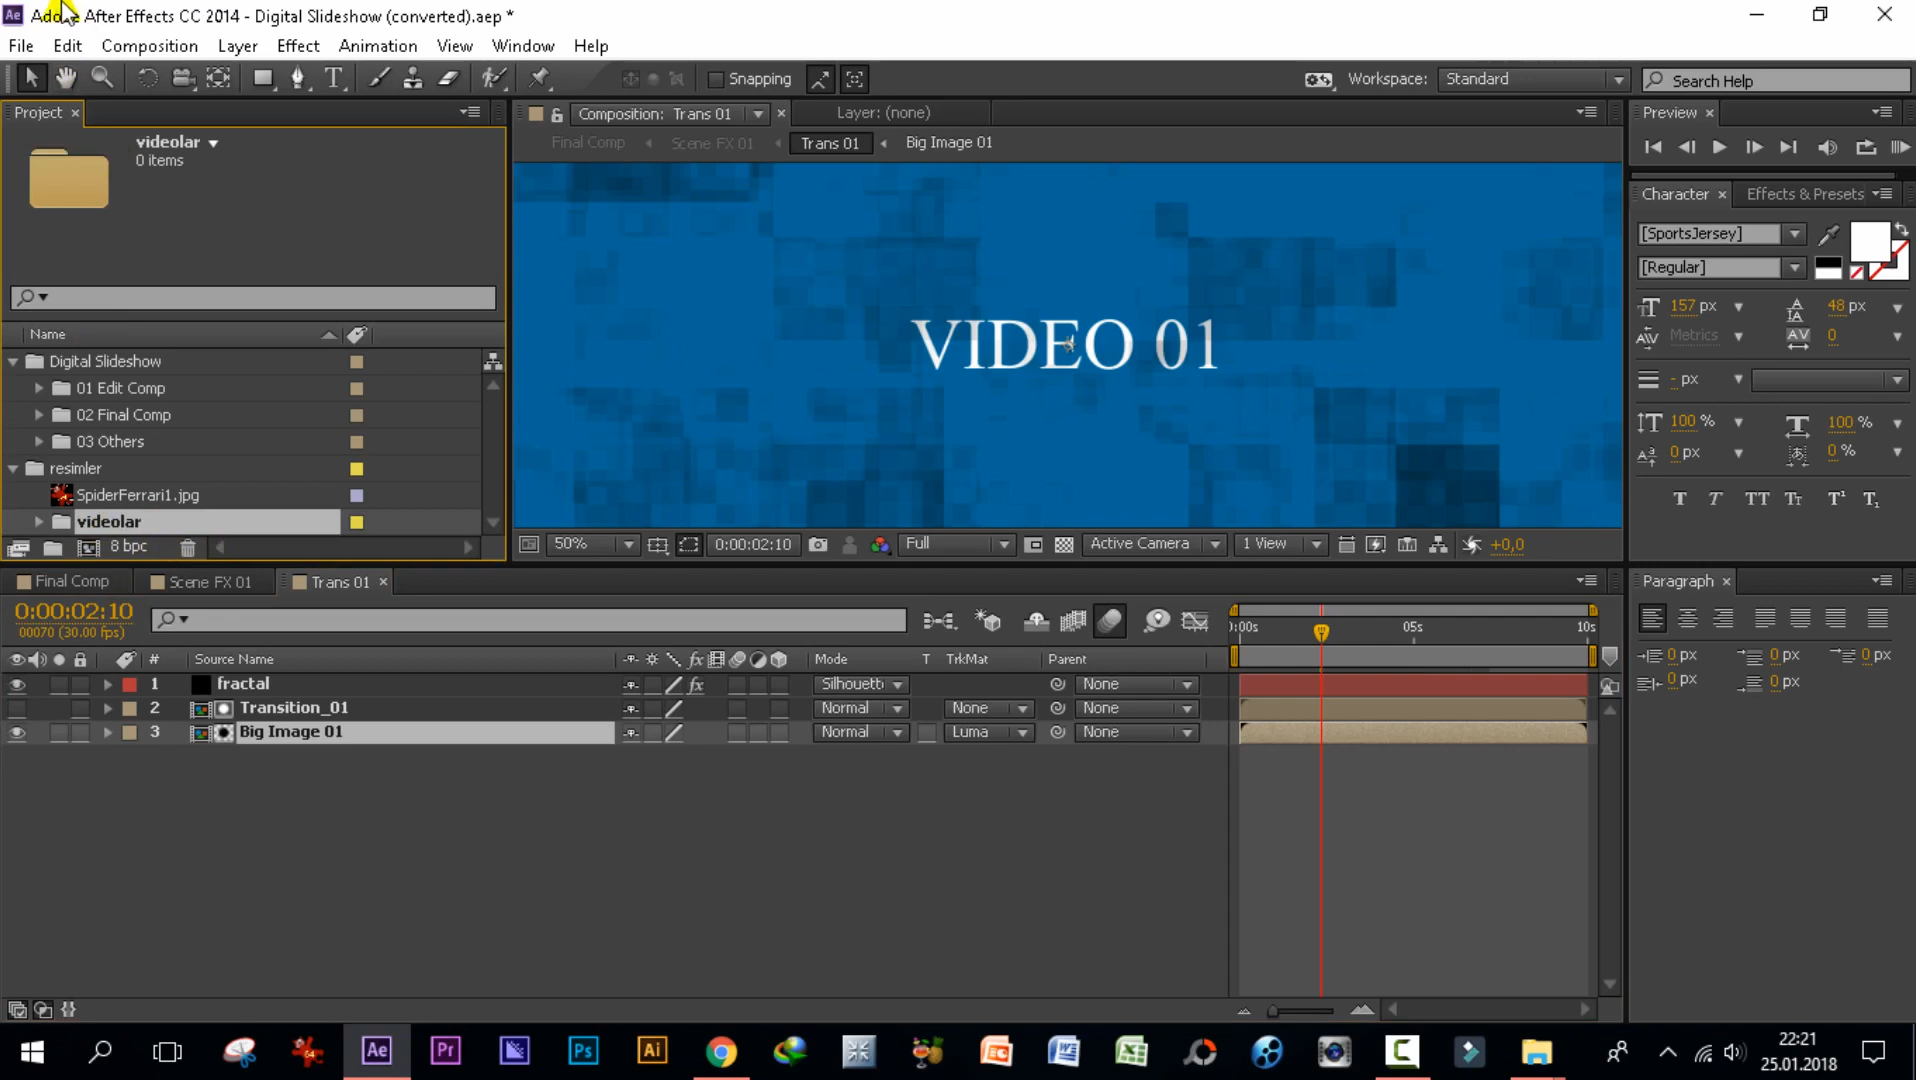 Adobe After Effects CC 2014 - Digital Slideshow (converted).aep *
File Edit Composition Layer Effect Animation View Window Help
Snapping
Workspace: Standard
Search Help
Project
videolar
0 items
Name
Digital Slideshow
01 Edit Comp
02 Final Comp
03 Others
resimler
SpiderFerrari1.jpg
videolar
8 bpc
Composition: Trans 01
Layer: (none)
Final Comp Scene FX 01 Trans 01 Big Image 01
VIDEO 01
50% 0:00:02:10 Full Active Camera 1 View +0,0
Preview
Character Effects & Presets
[SportsJersey]
[Regular]
157 px 48 px
Metrics 0
- px
100 % 100 %
0 px 0 %
Final Comp Scene FX 01 Trans 01
0:00:02:10
00070 (30.00 fps)
# Source Name fx Mode T TrkMat Parent
1 fractal fx Silhouett None
2 Transition_01 Normal None None
3 Big Image 01 Normal Luma None
):00s 05s 10s
Paragraph
0 px 0 px 0 px
0 px 0 px
Ae Pr Ps Ai
22:21
25.01.2018